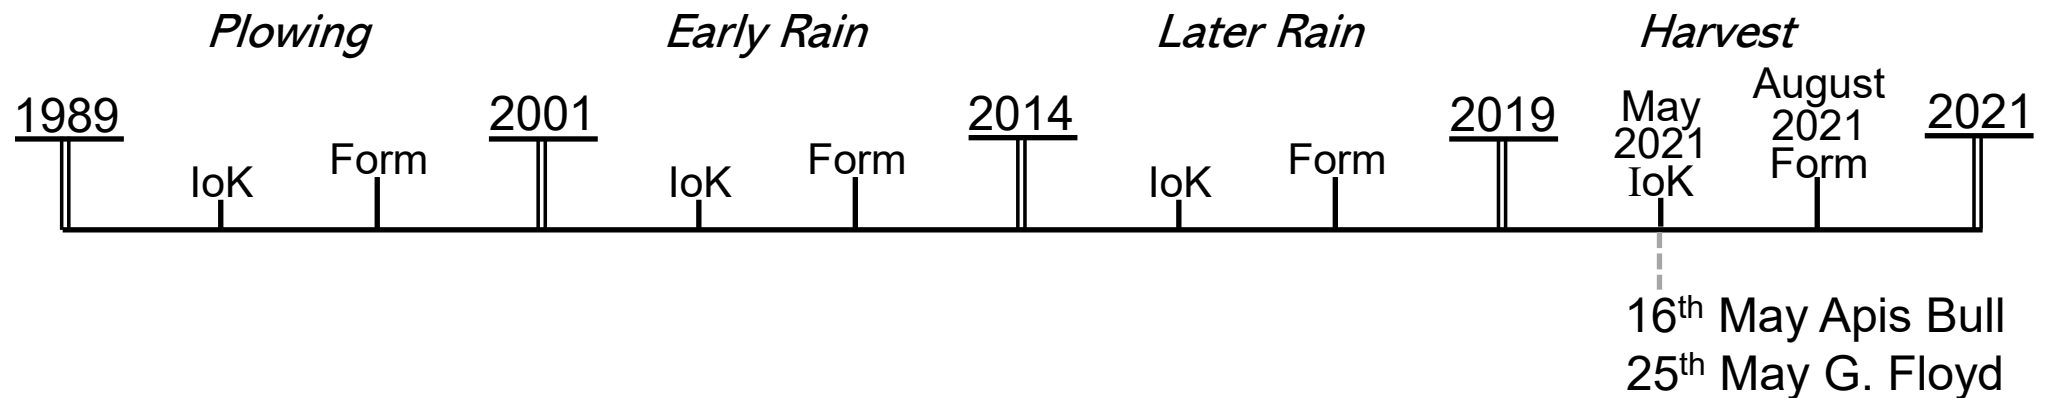 Plowing Early Rain Later Rain Harvest
1989 2001 2014 2019 May 2021 IoK August 2021 Form 2021
IoK Form IoK Form IoK Form
16th May Apis Bull
25th May G. Floyd